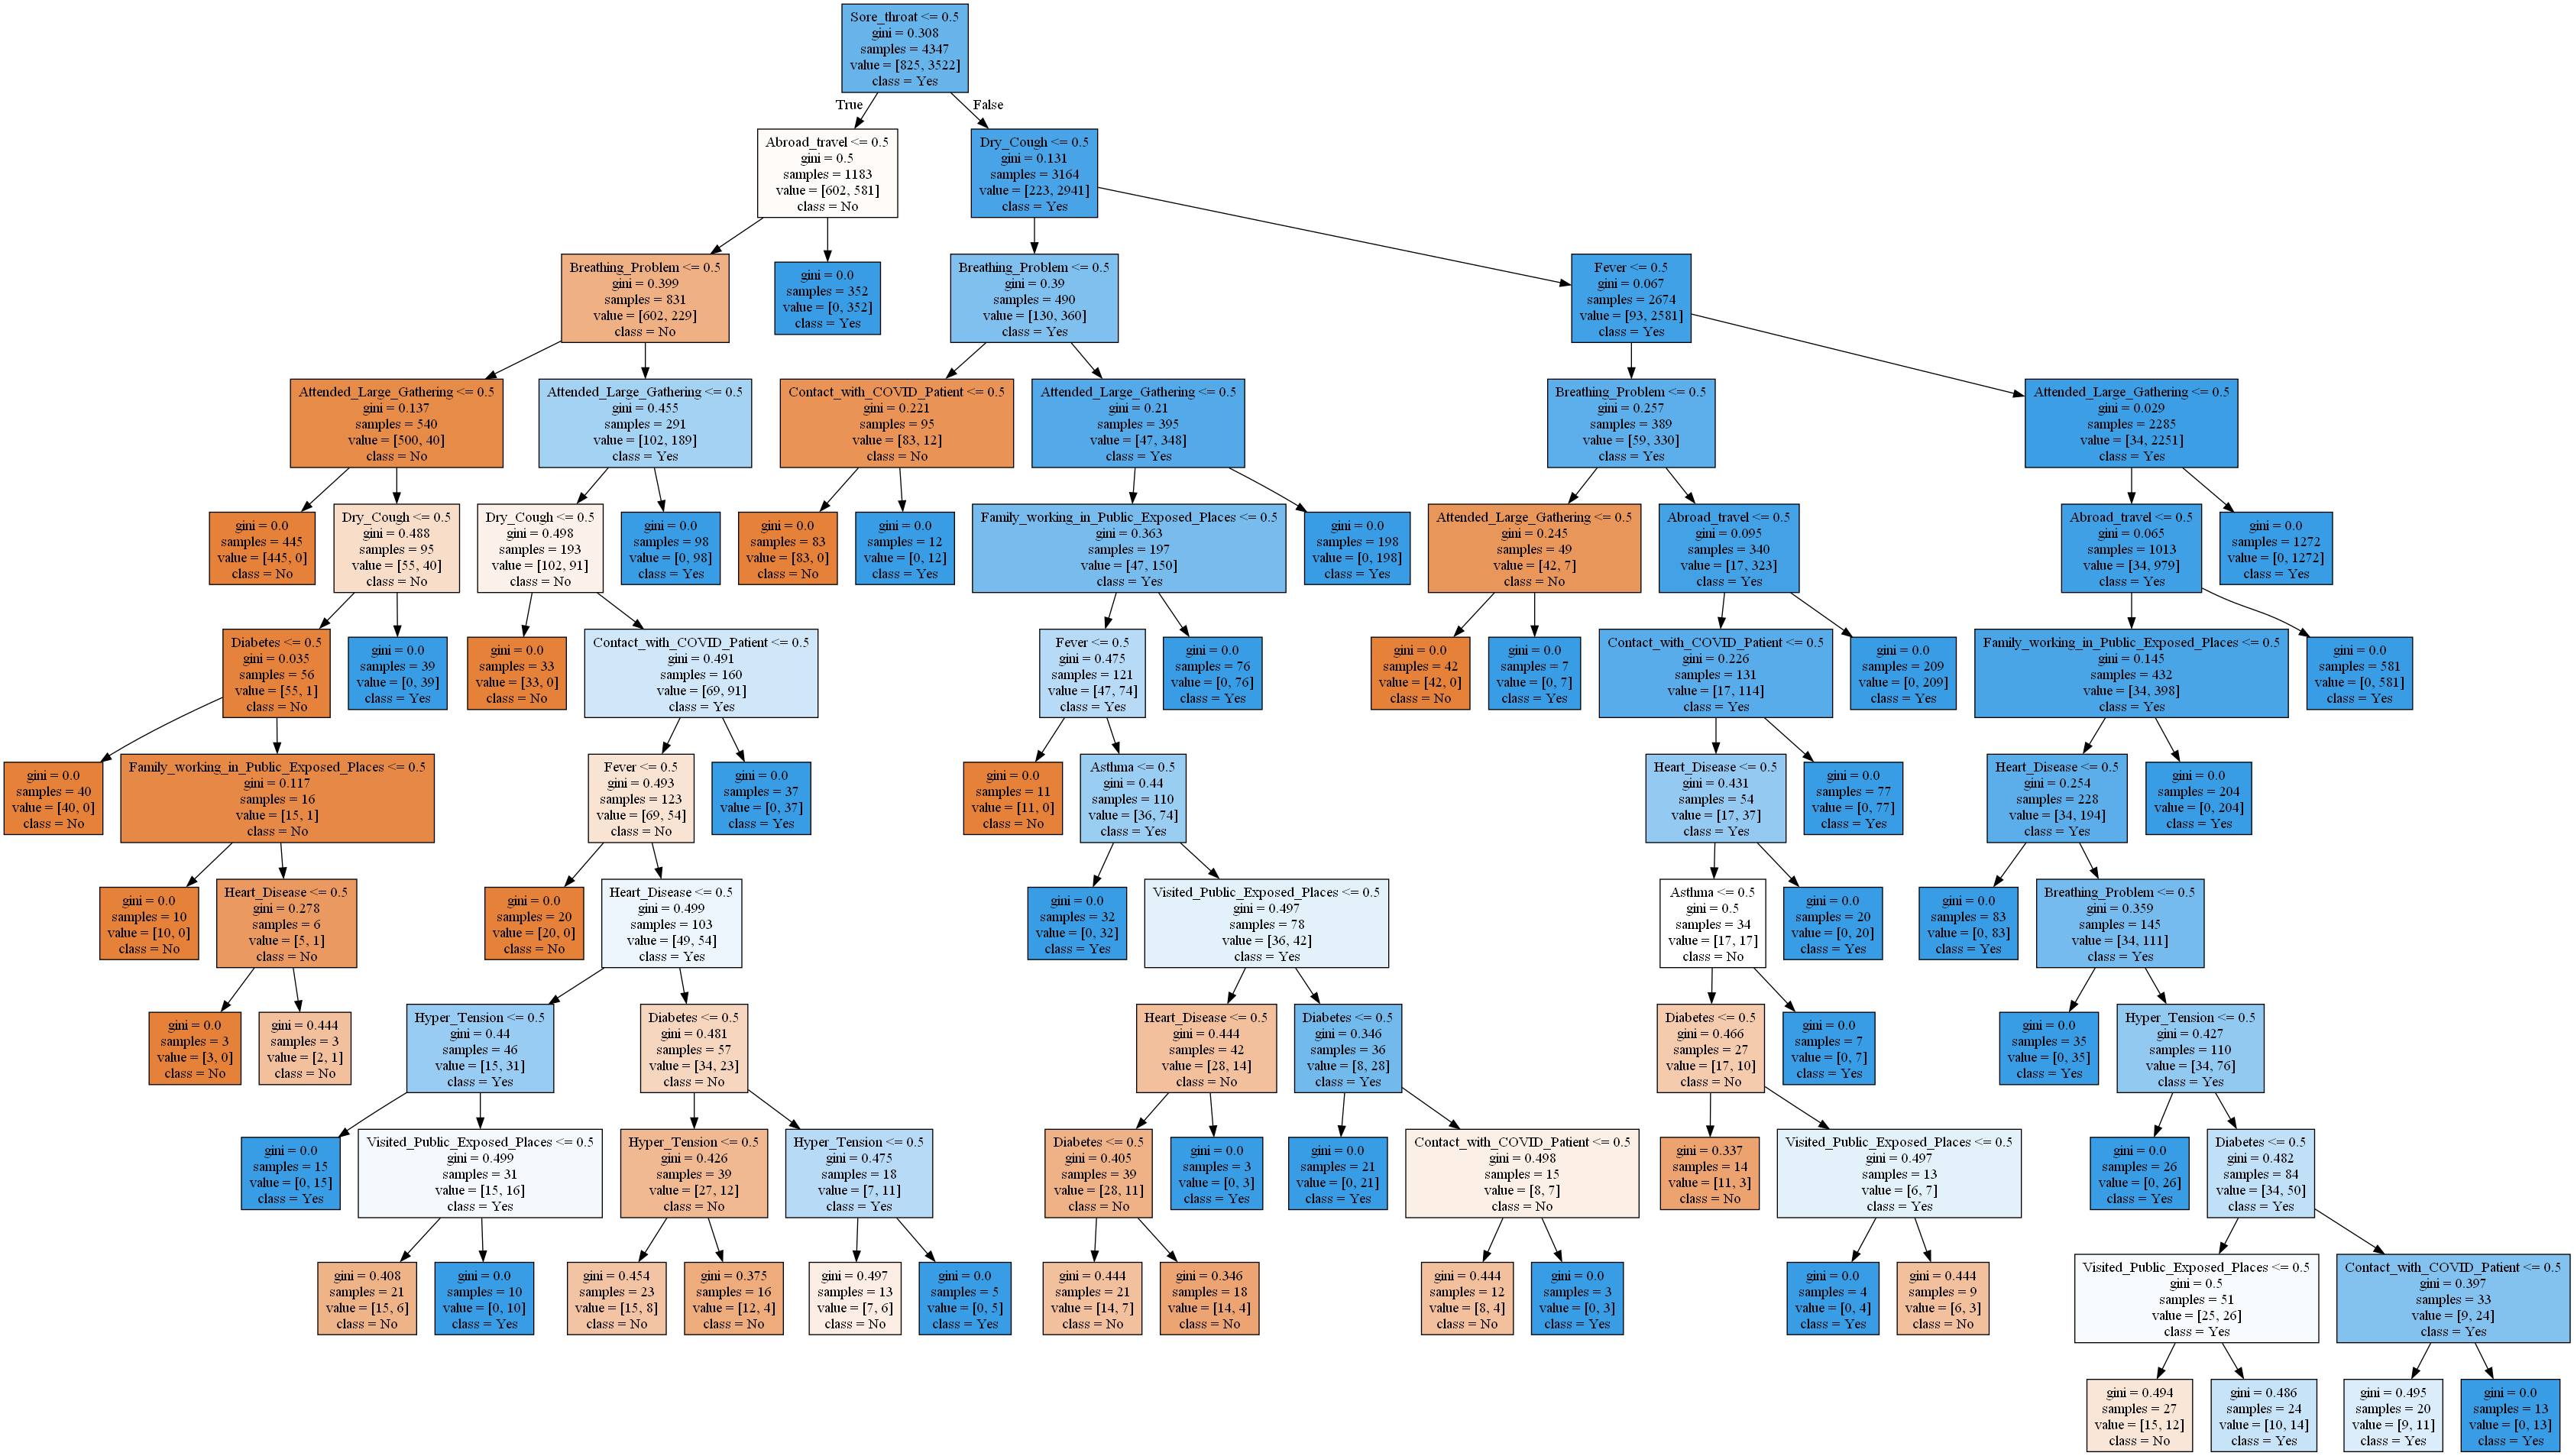 Sore_throat <= 0.5
gini = 0.308
samples = 4347
value = [825, 3522]
class = Yes
True
False
Abroad_travel <= 0.5
gini = 0.5
samples = 1183
value = [602, 581]
class = No
Dry_Cough <= 0.5
gini = 0.131
samples = 3164
value = [223, 2941]
class = Yes
Breathing_Problem <= 0.5
gini = 0.399
samples = 831
value = [602, 229]
class = No
gini = 0.0
samples = 352
value = [0, 352]
class = Yes
Breathing_Problem <= 0.5
gini = 0.39
samples = 490
value = [130, 360]
class = Yes
Fever <= 0.5
gini = 0.067
samples = 2674
value = [93, 2581]
class = Yes
Attended_Large_Gathering <= 0.5
gini = 0.137
samples = 540
value = [500, 40]
class = No
Attended_Large_Gathering <= 0.5
gini = 0.455
samples = 291
value = [102, 189]
class = Yes
Contact_with_COVID_Patient <= 0.5
gini = 0.221
samples = 95
value = [83, 12]
class = No
Attended_Large_Gathering <= 0.5
gini = 0.21
samples = 395
value = [47, 348]
class = Yes
Breathing_Problem <= 0.5
gini = 0.257
samples = 389
value = [59, 330]
class = Yes
Attended_Large_Gathering <= 0.5
gini = 0.029
samples = 2285
value = [34, 2251]
class = Yes
gini = 0.0
samples = 445
value = [445, 0]
class = No
Dry_Cough <= 0.5
gini = 0.488
samples = 95
value = [55, 40]
class = No
Dry_Cough <= 0.5
gini = 0.498
samples = 193
value = [102, 91]
class = No
gini = 0.0
samples = 98
value = [0, 98]
class = Yes
gini = 0.0
samples = 83
value = [83, 0]
class = No
gini = 0.0
samples = 12
value = [0, 12]
class = Yes
Family_working_in_Public_Exposed_Places <= 0.5
gini = 0.363
samples = 197
value = [47, 150]
class = Yes
gini = 0.0
samples = 198
value = [0, 198]
class = Yes
Attended_Large_Gathering <= 0.5
gini = 0.245
samples = 49
value = [42, 7]
class = No
Abroad_travel <= 0.5
gini = 0.095
samples = 340
value = [17, 323]
class = Yes
Abroad_travel <= 0.5
gini = 0.065
samples = 1013
value = [34, 979]
class = Yes
gini = 0.0
samples = 1272
value = [0, 1272]
class = Yes
Diabetes <= 0.5
gini = 0.035
samples = 56
value = [55, 1]
class = No
gini = 0.0
samples = 39
value = [0, 39]
class = Yes
gini = 0.0
samples = 33
value = [33, 0]
class = No
Contact_with_COVID_Patient <= 0.5
gini = 0.491
samples = 160
value = [69, 91]
class = Yes
Fever <= 0.5
gini = 0.475
samples = 121
value = [47, 74]
class = Yes
gini = 0.0
samples = 76
value = [0, 76]
class = Yes
gini = 0.0
samples = 42
value = [42, 0]
class = No
gini = 0.0
samples = 7
value = [0, 7]
class = Yes
Contact_with_COVID_Patient <= 0.5
gini = 0.226
samples = 131
value = [17, 114]
class = Yes
gini = 0.0
samples = 209
value = [0, 209]
class = Yes
Family_working_in_Public_Exposed_Places <= 0.5
gini = 0.145
samples = 432
value = [34, 398]
class = Yes
gini = 0.0
samples = 581
value = [0, 581]
class = Yes
gini = 0.0
samples = 40
value = [40, 0]
class = No
Family_working_in_Public_Exposed_Places <= 0.5
gini = 0.117
samples = 16
value = [15, 1]
class = No
Fever <= 0.5
gini = 0.493
samples = 123
value = [69, 54]
class = No
gini = 0.0
samples = 37
value = [0, 37]
class = Yes
gini = 0.0
samples = 11
value = [11, 0]
class = No
Asthma <= 0.5
gini = 0.44
samples = 110
value = [36, 74]
class = Yes
Heart_Disease <= 0.5
gini = 0.431
samples = 54
value = [17, 37]
class = Yes
gini = 0.0
samples = 77
value = [0, 77]
class = Yes
Heart_Disease <= 0.5
gini = 0.254
samples = 228
value = [34, 194]
class = Yes
gini = 0.0
samples = 204
value = [0, 204]
class = Yes
gini = 0.0
samples = 10
value = [10, 0]
class = No
Heart_Disease <= 0.5
gini = 0.278
samples = 6
value = [5, 1]
class = No
gini = 0.0
samples = 20
value = [20, 0]
class = No
Heart_Disease <= 0.5
gini = 0.499
samples = 103
value = [49, 54]
class = Yes
gini = 0.0
samples = 32
value = [0, 32]
class = Yes
Visited_Public_Exposed_Places <= 0.5
gini = 0.497
samples = 78
value = [36, 42]
class = Yes
Asthma <= 0.5
gini = 0.5
samples = 34
value = [17, 17]
class = No
gini = 0.0
samples = 20
value = [0, 20]
class = Yes
gini = 0.0
samples = 83
value = [0, 83]
class = Yes
Breathing_Problem <= 0.5
gini = 0.359
samples = 145
value = [34, 111]
class = Yes
gini = 0.0
samples = 3
value = [3, 0]
class = No
gini = 0.444
samples = 3
value = [2, 1]
class = No
Hyper_Tension <= 0.5
gini = 0.44
samples = 46
value = [15, 31]
class = Yes
Diabetes <= 0.5
gini = 0.481
samples = 57
value = [34, 23]
class = No
Heart_Disease <= 0.5
gini = 0.444
samples = 42
value = [28, 14]
class = No
Diabetes <= 0.5
gini = 0.346
samples = 36
value = [8, 28]
class = Yes
Diabetes <= 0.5
gini = 0.466
samples = 27
value = [17, 10]
class = No
gini = 0.0
samples = 7
value = [0, 7]
class = Yes
gini = 0.0
samples = 35
value = [0, 35]
class = Yes
Hyper_Tension <= 0.5
gini = 0.427
samples = 110
value = [34, 76]
class = Yes
gini = 0.0
samples = 15
value = [0, 15]
class = Yes
Visited_Public_Exposed_Places <= 0.5
gini = 0.499
samples = 31
value = [15, 16]
class = Yes
Hyper_Tension <= 0.5
gini = 0.426
samples = 39
value = [27, 12]
class = No
Hyper_Tension <= 0.5
gini = 0.475
samples = 18
value = [7, 11]
class = Yes
Diabetes <= 0.5
gini = 0.405
samples = 39
value = [28, 11]
class = No
gini = 0.0
samples = 3
value = [0, 3]
class = Yes
gini = 0.0
samples = 21
value = [0, 21]
class = Yes
Contact_with_COVID_Patient <= 0.5
gini = 0.498
samples = 15
value = [8, 7]
class = No
gini = 0.337
samples = 14
value = [11, 3]
class = No
Visited_Public_Exposed_Places <= 0.5
gini = 0.497
samples = 13
value = [6, 7]
class = Yes
gini = 0.0
samples = 26
value = [0, 26]
class = Yes
Diabetes <= 0.5
gini = 0.482
samples = 84
value = [34, 50]
class = Yes
gini = 0.408
samples = 21
value = [15, 6]
class = No
gini = 0.0
samples = 10
value = [0, 10]
class = Yes
gini = 0.454
samples = 23
value = [15, 8]
class = No
gini = 0.375
samples = 16
value = [12, 4]
class = No
gini = 0.497
samples = 13
value = [7, 6]
class = No
gini = 0.0
samples = 5
value = [0, 5]
class = Yes
gini = 0.444
samples = 21
value = [14, 7]
class = No
gini = 0.346
samples = 18
value = [14, 4]
class = No
gini = 0.444
samples = 12
value = [8, 4]
class = No
gini = 0.0
samples = 3
value = [0, 3]
class = Yes
gini = 0.0
samples = 4
value = [0, 4]
class = Yes
gini = 0.444
samples = 9
value = [6, 3]
class = No
Visited_Public_Exposed_Places <= 0.5
gini = 0.5
samples = 51
value = [25, 26]
class = Yes
Contact_with_COVID_Patient <= 0.5
gini = 0.397
samples = 33
value = [9, 24]
class = Yes
gini = 0.494
samples = 27
value = [15, 12]
class = No
gini = 0.486
samples = 24
value = [10, 14]
class = Yes
gini = 0.495
samples = 20
value = [9, 11]
class = Yes
gini = 0.0
samples = 13
value = [0, 13]
class = Yes